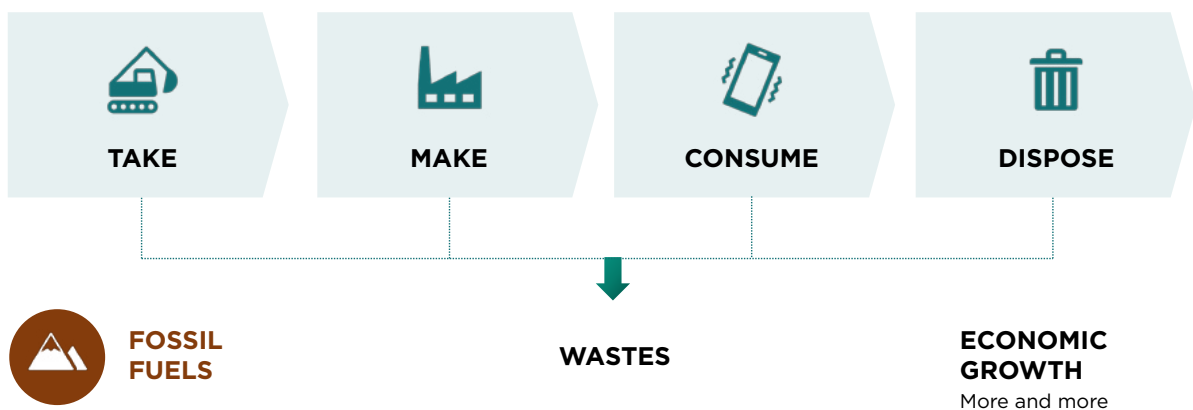 TAKE
MAKE
CONSUME
DISPOSE
FOSSIL
FUELS
WASTES
ECONOMIC
GROWTH
More and more